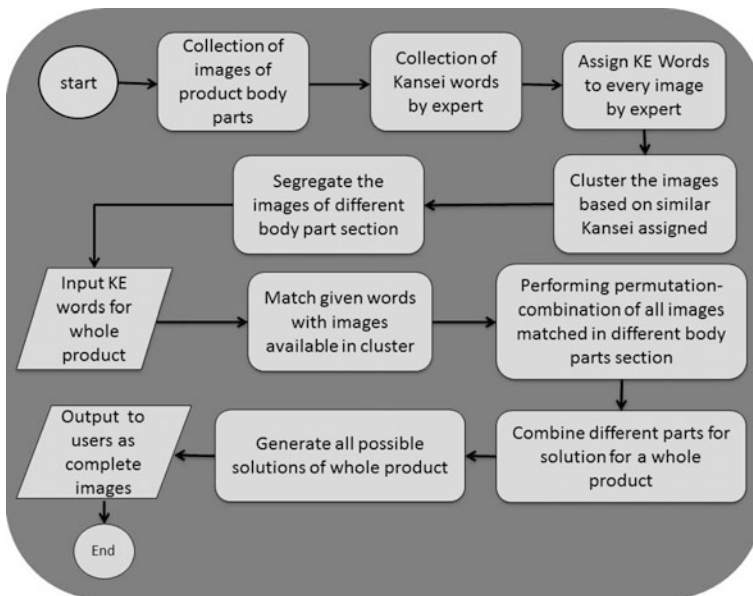 start
Collection of
images of
product body
parts
Collection of
Kansei words
by expert
Assign KE Words
to every image
by expert
Cluster the images
based on similar
Kansei assigned
Segregate the
images of different
body part section
Input KE
words for
whole
product
Match given words
with images
available in cluster
Performing permutation-
combination of all images
matched in different body
parts section
Combine different parts for
solution for a whole
product
Generate all possible
solutions of whole product
Output to
users as
complete
images
End